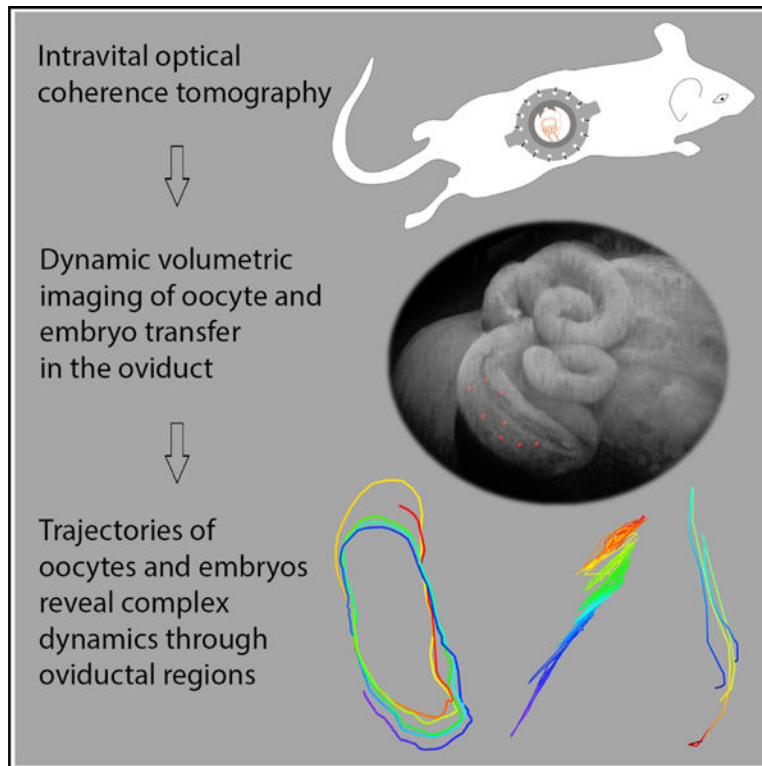 Intravital optical
coherence tomography
Dynamic volumetric
imaging of oocyte and
embryo transfer
in the oviduct
Trajectories of
oocytes and embryos
reveal complex
dynamics through
oviductal regions